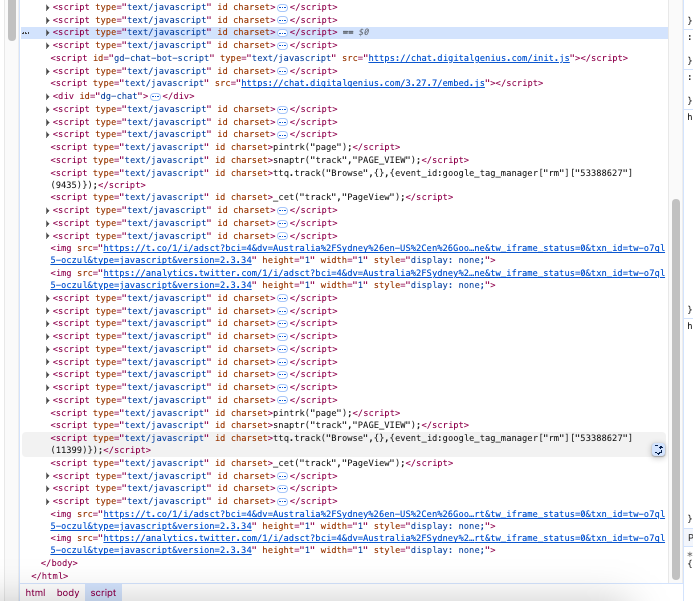 <script type="text/javascript" id charset>…</script>
<script type="text/javascript" id charset>…</script>
… <script type="text/javascript" id charset>…</script> == $0
<script type="text/javascript" id charset>…</script>
<script id="gd-chat-bot-script" type="text/javascript" src="https://chat.digitalgenius.com/init.js"></script>
<script type="text/javascript" id charset>…</script>
<script type="text/javascript" src="https://chat.digitalgenius.com/3.27.7/embed.js"></script>
<div id="dg-chat">…</div>
<script type="text/javascript" id charset>…</script>
<script type="text/javascript" id charset>…</script>
<script type="text/javascript" id charset>…</script>
<script type="text/javascript" id charset>pintrk("page");</script>
<script type="text/javascript" id charset>snaptr("track","PAGE_VIEW");</script>
<script type="text/javascript" id charset>ttq.track("Browse",{},{event_id:google_tag_manager["rm"]["53388627"]
(9435)});</script>
<script type="text/javascript" id charset>_cet("track","PageView");</script>
<script type="text/javascript" id charset>…</script>
<script type="text/javascript" id charset>…</script>
<script type="text/javascript" id charset>…</script>
<img src="https://t.co/1/i/adsct?bci=4&dv=Australia%2FSydney%26en-US%2Cen%26Goo…ne&tw_iframe_status=0&txn_id=tw-o7ql
5-oczul&type=javascript&version=2.3.34" height="1" width="1" style="display: none;">
<img src="https://analytics.twitter.com/1/i/adsct?bci=4&dv=Australia%2FSydney%2…ne&tw_iframe_status=0&txn_id=tw-o7ql
5-oczul&type=javascript&version=2.3.34" height="1" width="1" style="display: none;">
<script type="text/javascript" id charset>…</script>
<script type="text/javascript" id charset>…</script>
<script type="text/javascript" id charset>…</script>
<script type="text/javascript" id charset>…</script>
<script type="text/javascript" id charset>…</script>
<script type="text/javascript" id charset>…</script>
<script type="text/javascript" id charset>…</script>
<script type="text/javascript" id charset>…</script>
<script type="text/javascript" id charset>…</script>
<script type="text/javascript" id charset>pintrk("page");</script>
<script type="text/javascript" id charset>snaptr("track","PAGE_VIEW");</script>
<script type="text/javascript" id charset>ttq.track("Browse",{},{event_id:google_tag_manager["rm"]["53388627"]
(11399)});</script>
<script type="text/javascript" id charset>_cet("track","PageView");</script>
<script type="text/javascript" id charset>…</script>
<script type="text/javascript" id charset>…</script>
<script type="text/javascript" id charset>…</script>
<img src="https://t.co/1/i/adsct?bci=4&dv=Australia%2FSydney%26en-US%2Cen%26Goo…rt&tw_iframe_status=0&txn_id=tw-o7ql
5-oczul&type=javascript&version=2.3.34" height="1" width="1" style="display: none;">
<img src="https://analytics.twitter.com/1/i/adsct?bci=4&dv=Australia%2FSydney%2…rt&tw_iframe_status=0&txn_id=tw-o7ql
5-oczul&type=javascript&version=2.3.34" height="1" width="1" style="display: none;">
</body>
</html>
html body script
}
:
}
:
}
h
}
h
}
P
*
{